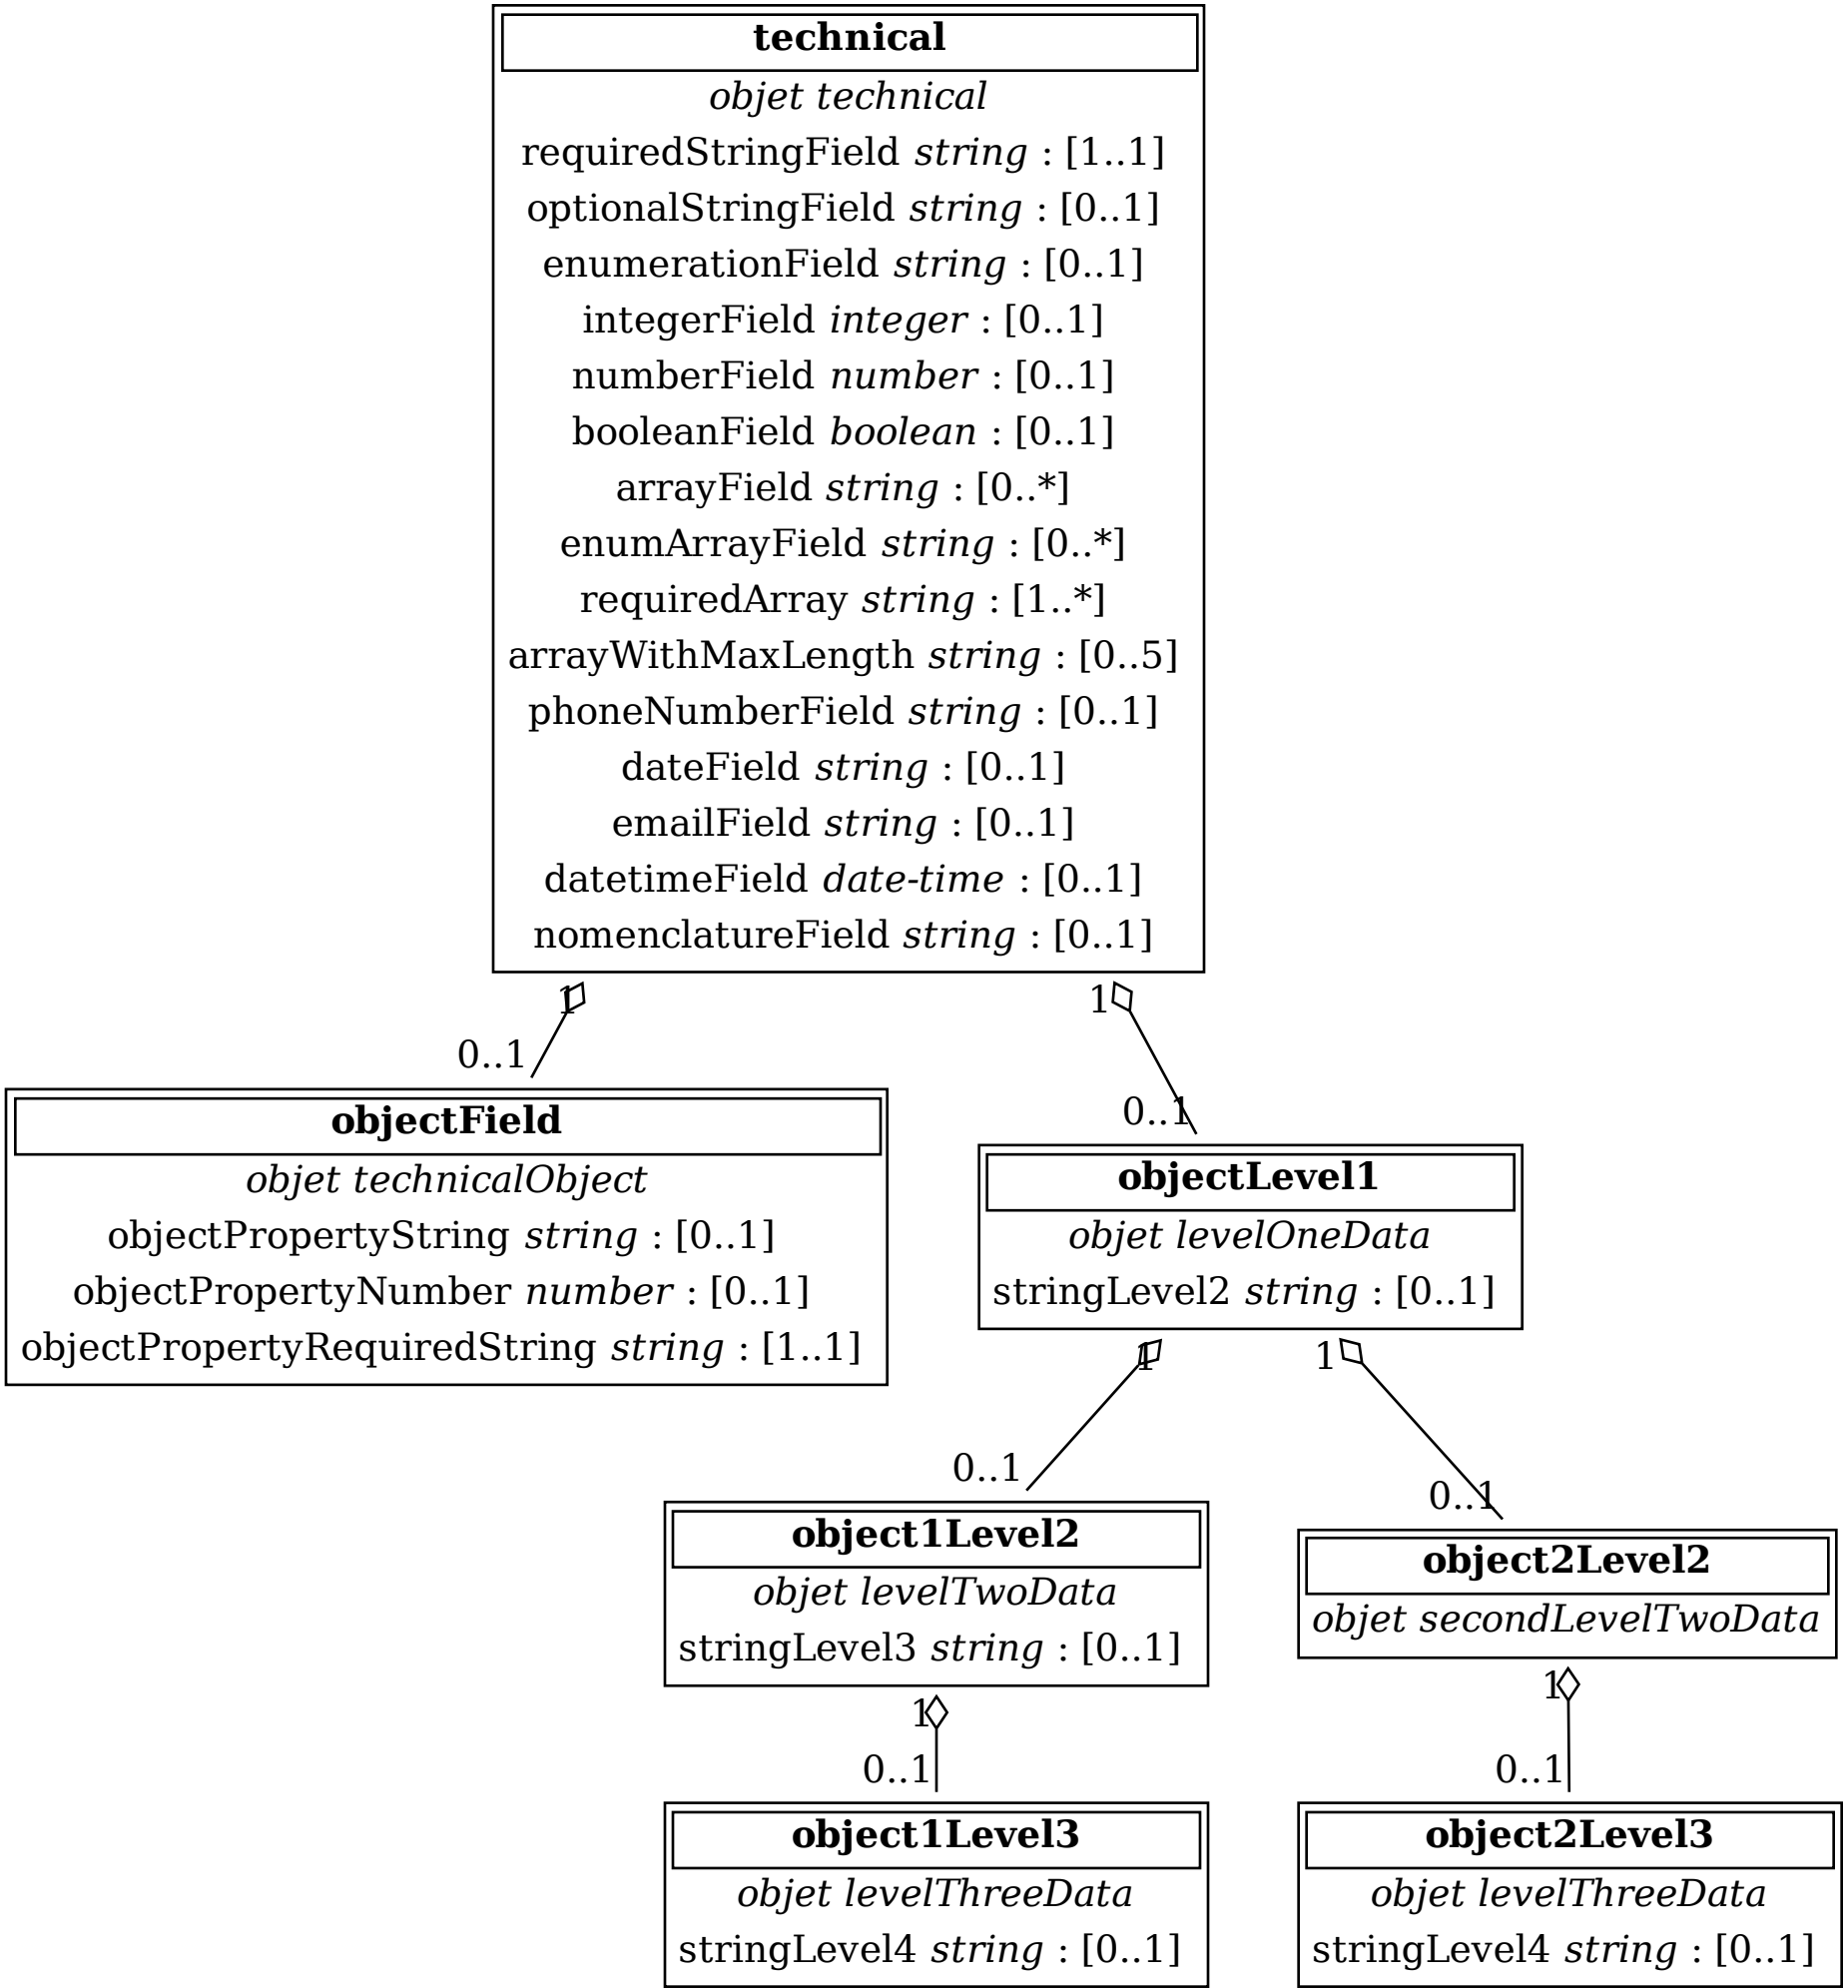 technical
objet technical
requiredStringField string : [1..1]
optionalStringField string : [0..1]
enumerationField string : [0..1]
integerField integer : [0..1]
numberField number : [0..1]
booleanField boolean : [0..1]
arrayField string : [0..*]
enumArrayField string : [0..*]
requiredArray string : [1..*]
arrayWithMaxLength string : [0..5]
phoneNumberField string : [0..1]
dateField string : [0..1]
emailField string : [0..1]
datetimeField date-time : [0..1]
nomenclatureField string : [0..1]
1
1
0..1
0..1
objectField
objet technicalObject
objectPropertyString string : [0..1]
objectPropertyNumber number : [0..1]
objectPropertyRequiredString string : [1..1]
objectLevel1
objet levelOneData
stringLevel2 string : [0..1]
1
1
0..1
0..1
object1Level2
objet levelTwoData
stringLevel3 string : [0..1]
object2Level2
objet secondLevelTwoData
1
1
0..1
0..1
object1Level3
objet levelThreeData
stringLevel4 string : [0..1]
object2Level3
objet levelThreeData
stringLevel4 string : [0..1]